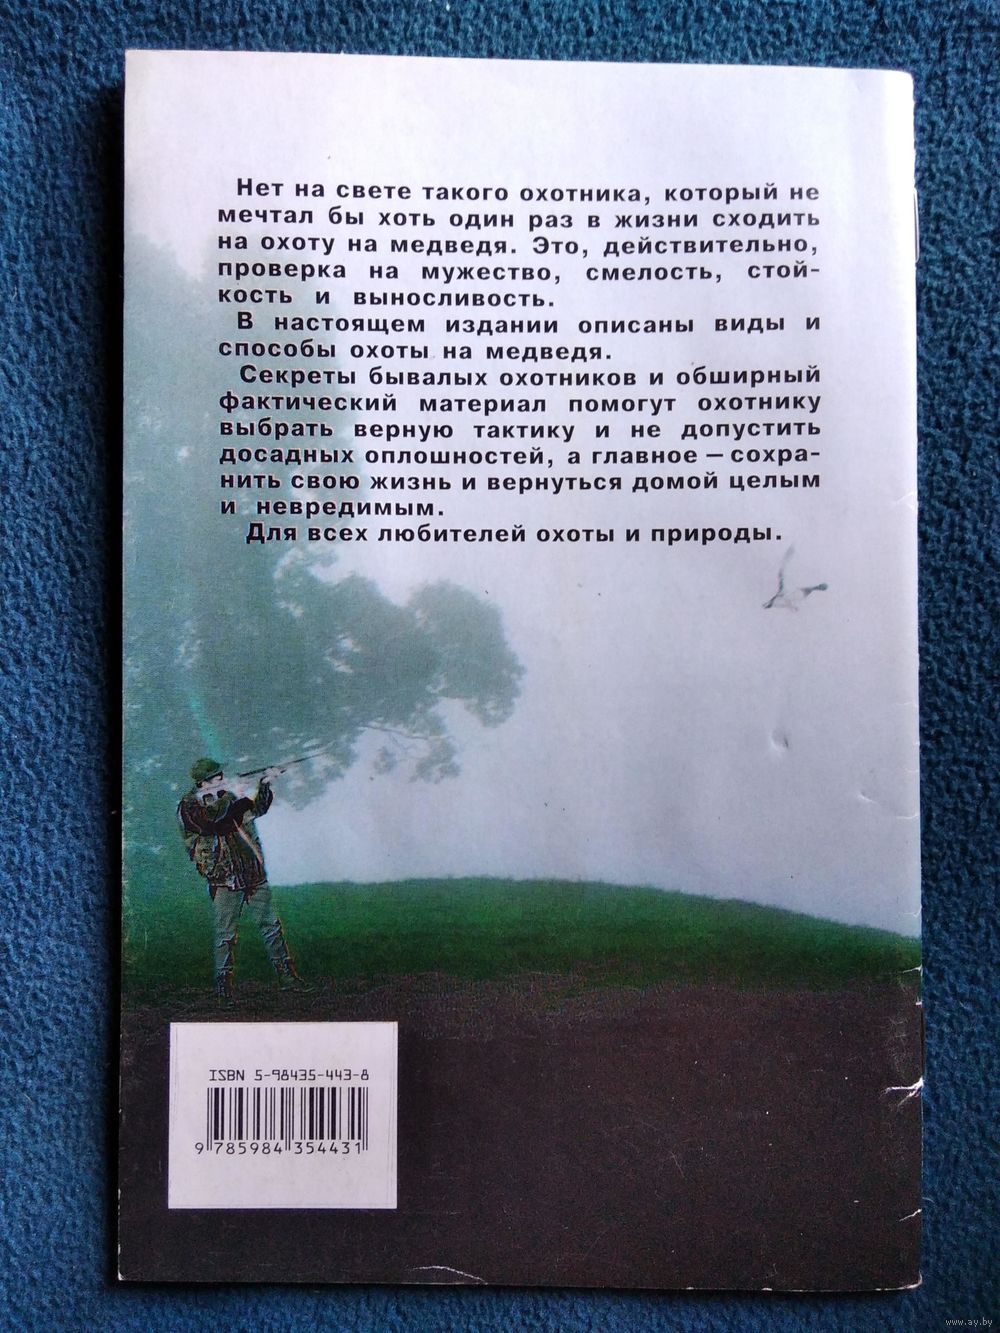 Нет на свете такого охотника, который не
мечтал бы хоть один раз в жизни сходить
на охоту на медведя. Это, действительно,
проверка на мужество, смелость, стой-
кость и выносливость.
В настоящем издании описаны виды и
способы охоты на медведя.
Секреты бывалых охотников и обширный
фактический материал помогут охотнику
выбрать верную тактику и не допустить
досадных оплошностей, а главное — сохра-
нить свою жизнь и вернуться домой целым
и невредимым.
Для всех любителей охоты и природы.
ISBN 5-98435-443-8
9 785984 354431
www.ay.by